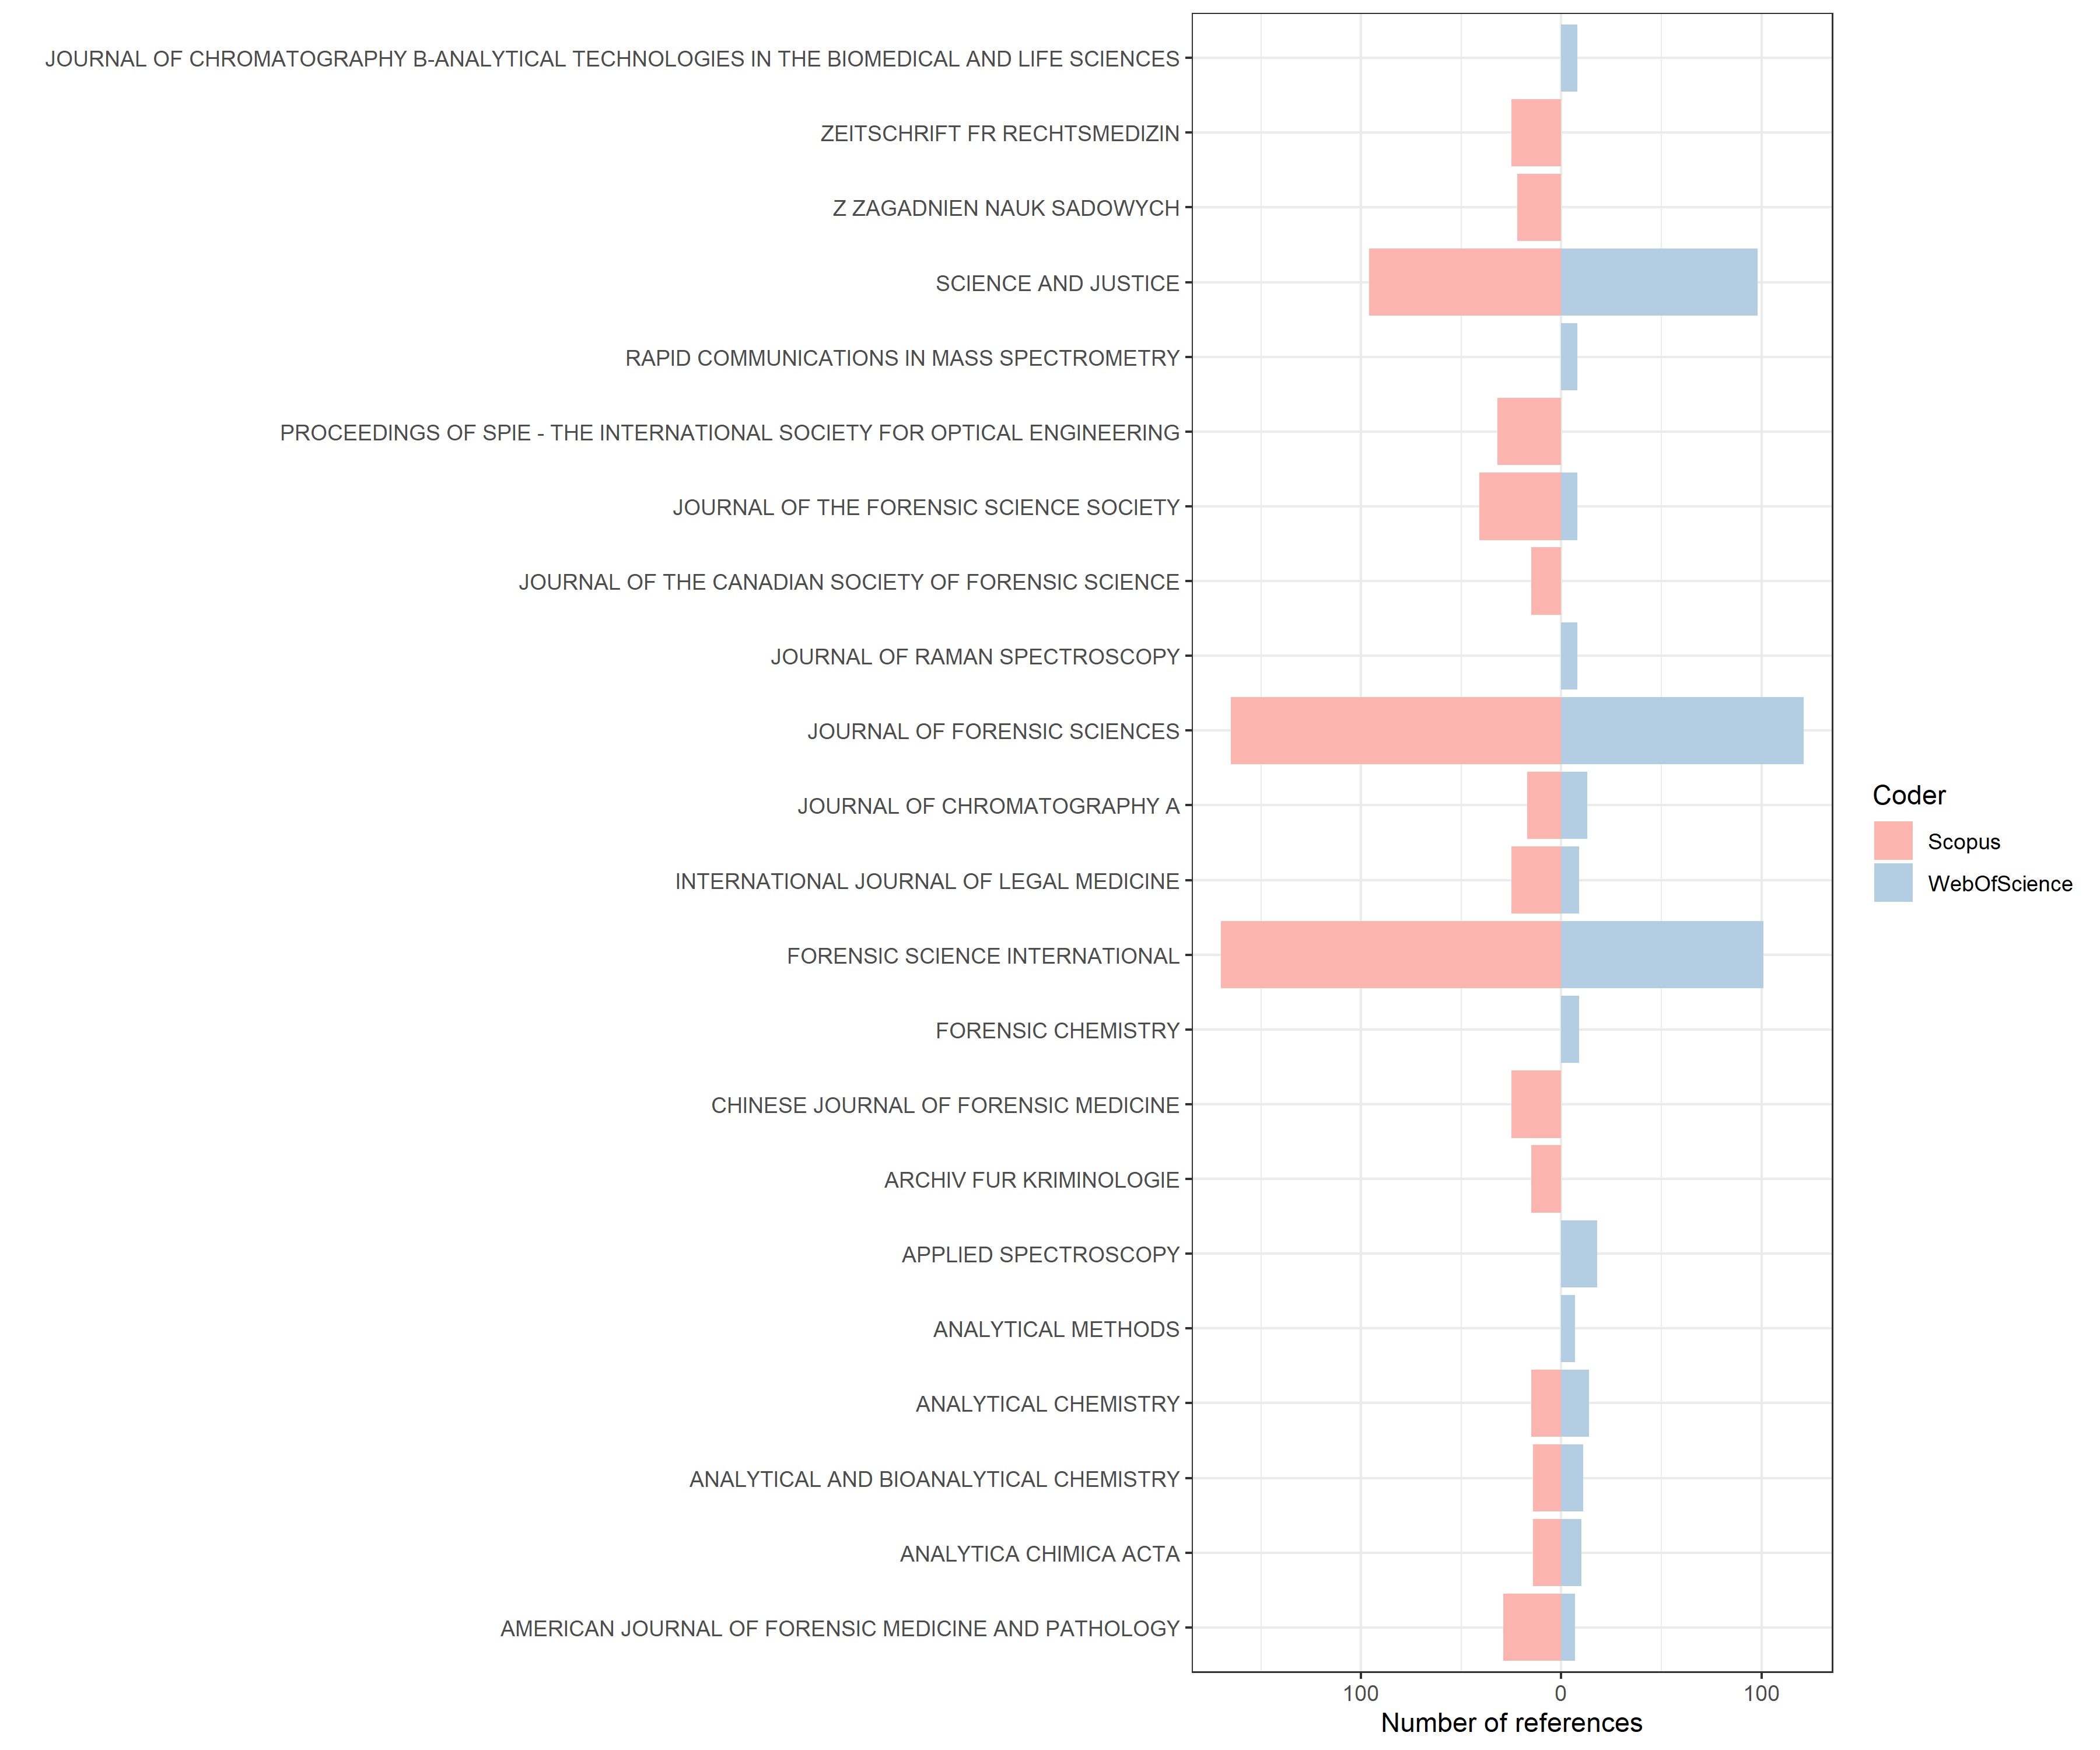 JOURNAL OF CHROMATOGRAPHY B-ANALYTICAL TECHNOLOGIES IN THE BIOMEDICAL AND LIFE SCIENCES
ZEITSCHRIFT FR RECHTSMEDIZIN
Z ZAGADNIEN NAUK SADOWYCH
SCIENCE AND JUSTICE
RAPID COMMUNICATIONS IN MASS SPECTROMETRY
PROCEEDINGS OF SPIE - THE INTERNATIONAL SOCIETY FOR OPTICAL ENGINEERING
JOURNAL OF THE FORENSIC SCIENCE SOCIETY
JOURNAL OF THE CANADIAN SOCIETY OF FORENSIC SCIENCE
JOURNAL OF RAMAN SPECTROSCOPY
JOURNAL OF FORENSIC SCIENCES
JOURNAL OF CHROMATOGRAPHY A
INTERNATIONAL JOURNAL OF LEGAL MEDICINE
FORENSIC SCIENCE INTERNATIONAL
FORENSIC CHEMISTRY
CHINESE JOURNAL OF FORENSIC MEDICINE
ARCHIV FUR KRIMINOLOGIE
APPLIED SPECTROSCOPY
ANALYTICAL METHODS
ANALYTICAL CHEMISTRY
ANALYTICAL AND BIOANALYTICAL CHEMISTRY
ANALYTICA CHIMICA ACTA
AMERICAN JOURNAL OF FORENSIC MEDICINE AND PATHOLOGY
100 0 100
Number of references
Coder
Scopus
WebOfScience